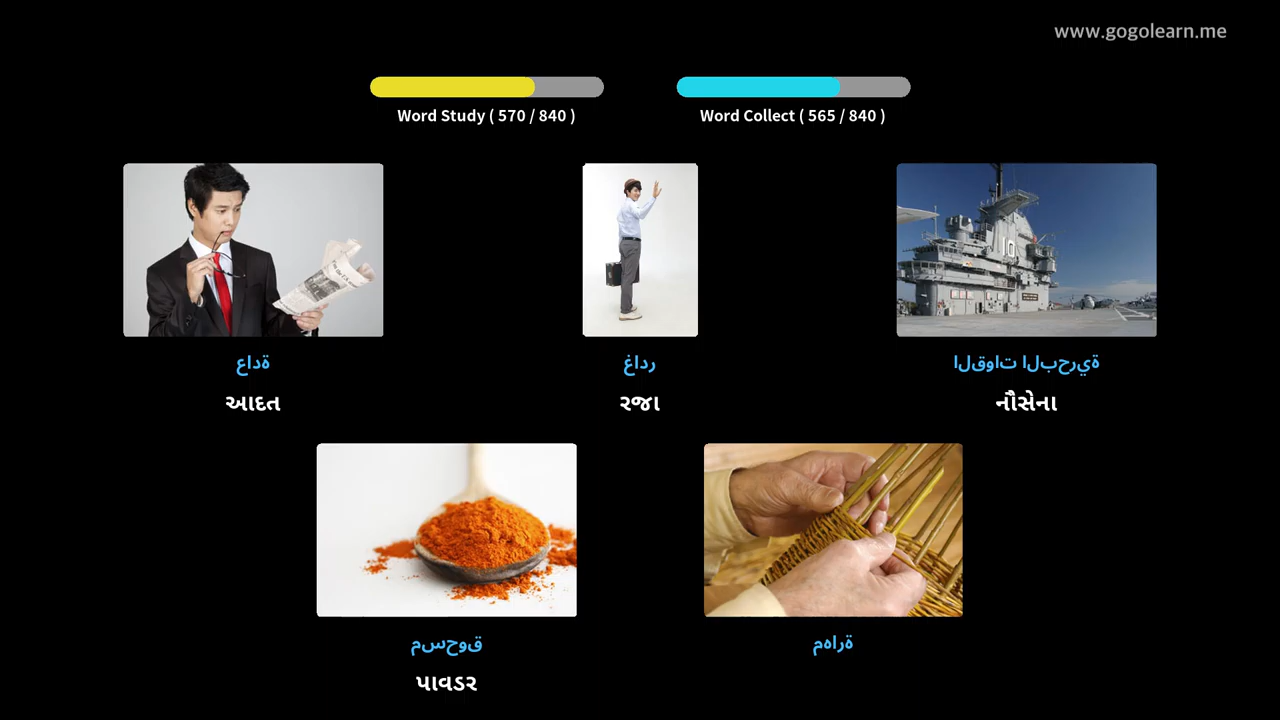 www.gogolearn.me
Word Study ( 570 / 840 )
Word Collect ( 565 / 840 )
10
عادة
غادر
القوات البحرية
આદત
રજા
નૌસેના
مسحوق
مهارة
પાવડર